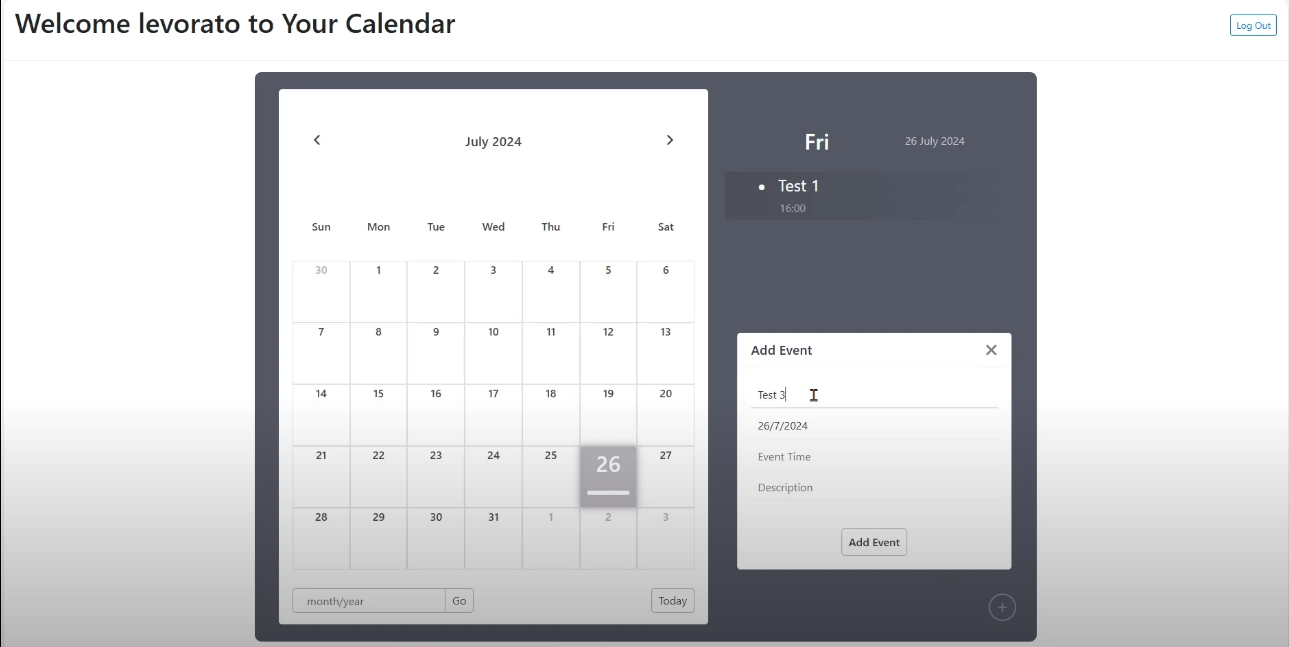 Welcome levorato to Your Calendar
Log Out
July 2024
Sun Mon Tue Wed Thu Fri Sat
30 1 2 3 4 5 6
7 8 9 10 11 12 13
14 15 16 17 18 19 20
21 22 23 24 25 26 27
28 29 30 31 1 2 3
month/year Go Today
Fri 26 July 2024
Test 1
16:00
Add Event
Test 3
26/7/2024
Event Time
Description
Add Event